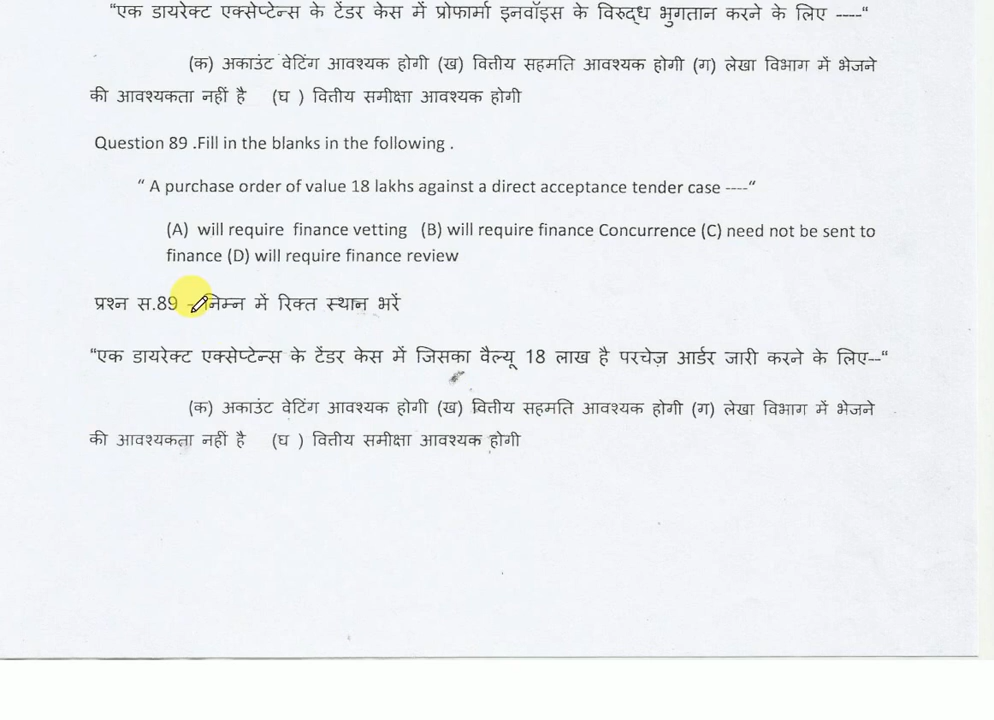 "एक डायरेक्ट एक्सेप्टेन्स के टेंडर केस में प्रोफार्मा इनवॉइस के विरुद्ध भुगतान करने के लिए ----"
(क) अकाउंट वेटिंग आवश्यक होगी (ख) वित्तीय सहमति आवश्यक होगी (ग) लेखा विभाग में भेजने
की आवश्यकता नहीं है (घ ) वित्तीय समीक्षा आवश्यक होगी
Question 89 .Fill in the blanks in the following .
" A purchase order of value 18 lakhs against a direct acceptance tender case ----"
(A) will require finance vetting (B) will require finance Concurrence (C) need not be sent to
finance (D) will require finance review
प्रश्न स.89 - निम्न में रिक्त स्थान भरें
"एक डायरेक्ट एक्सेप्टेन्स के टेंडर केस में जिसका वैल्यू 18 लाख है परचेज़ आर्डर जारी करने के लिए--"
(क) अकाउंट वेटिंग आवश्यक होगी (ख) वित्तीय सहमति आवश्यक होगी (ग) लेखा विभाग में भेजने
की आवश्यकता नहीं है (घ ) वित्तीय समीक्षा आवश्यक होगी